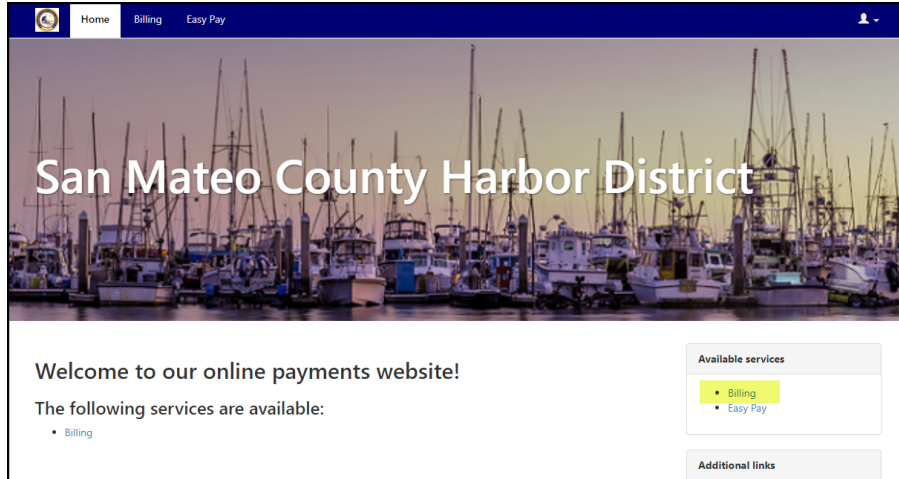 Home Billing Easy Pay
San Mateo County Harbor District
Welcome to our online payments website!
The following services are available:
Billing
Available services
Billing
Easy Pay
Additional links